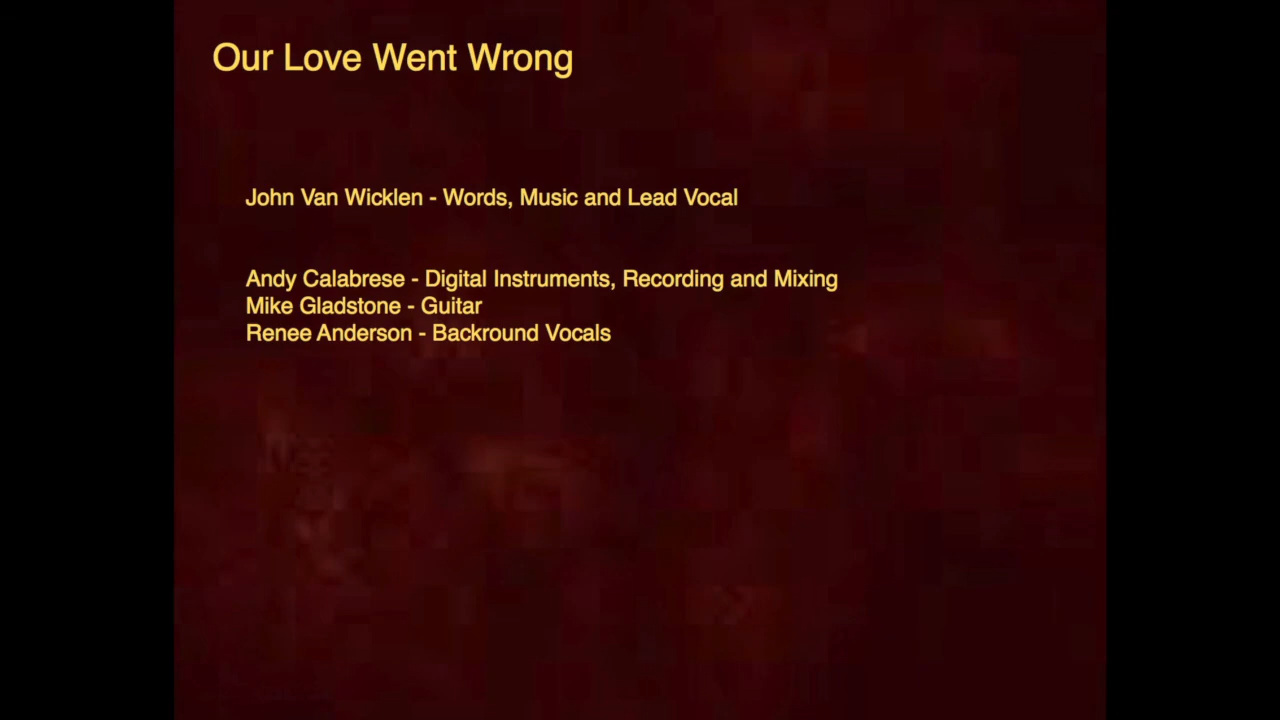 Our Love Went Wrong
John Van Wicklen - Words, Music and Lead Vocal
Andy Calabrese - Digital Instruments, Recording and Mixing
Mike Gladstone - Guitar
Renee Anderson - Backround Vocals